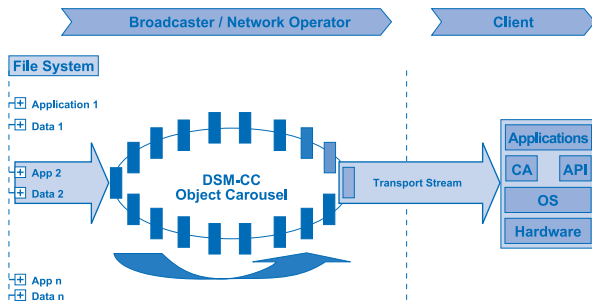 Broadcaster / Network Operator
Client
File System
Application 1
Data 1
App 2
Data 2
App n
Data n
DSM-CC
Object Carousel
Transport Stream
Applications
CA
API
OS
Hardware